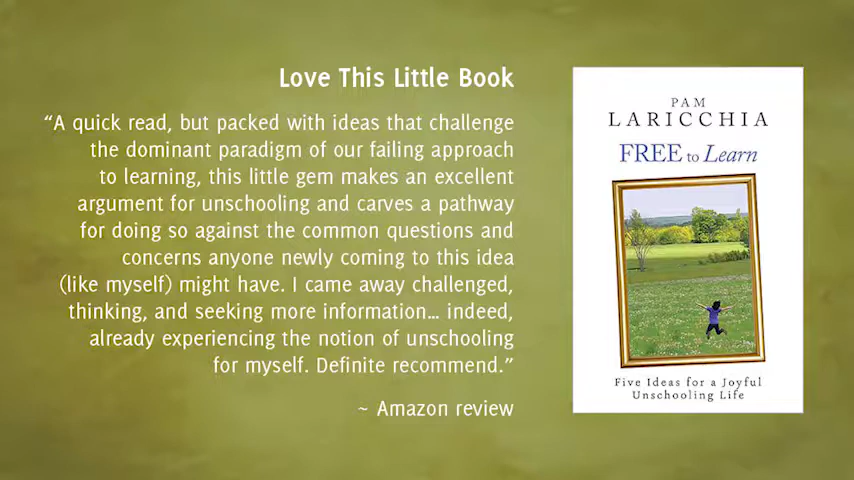 Love This Little Book
“A quick read, but packed with ideas that challenge
the dominant paradigm of our failing approach
to learning, this little gem makes an excellent
argument for unschooling and carves a pathway
for doing so against the common questions and
concerns anyone newly coming to this idea
(like myself) might have. I came away challenged,
thinking, and seeking more information... indeed,
already experiencing the notion of unschooling
for myself. Definite recommend.”
~ Amazon review
PAM
LARICCHIA
FREE to Learn
Five Ideas for a Joyful
Unschooling Life